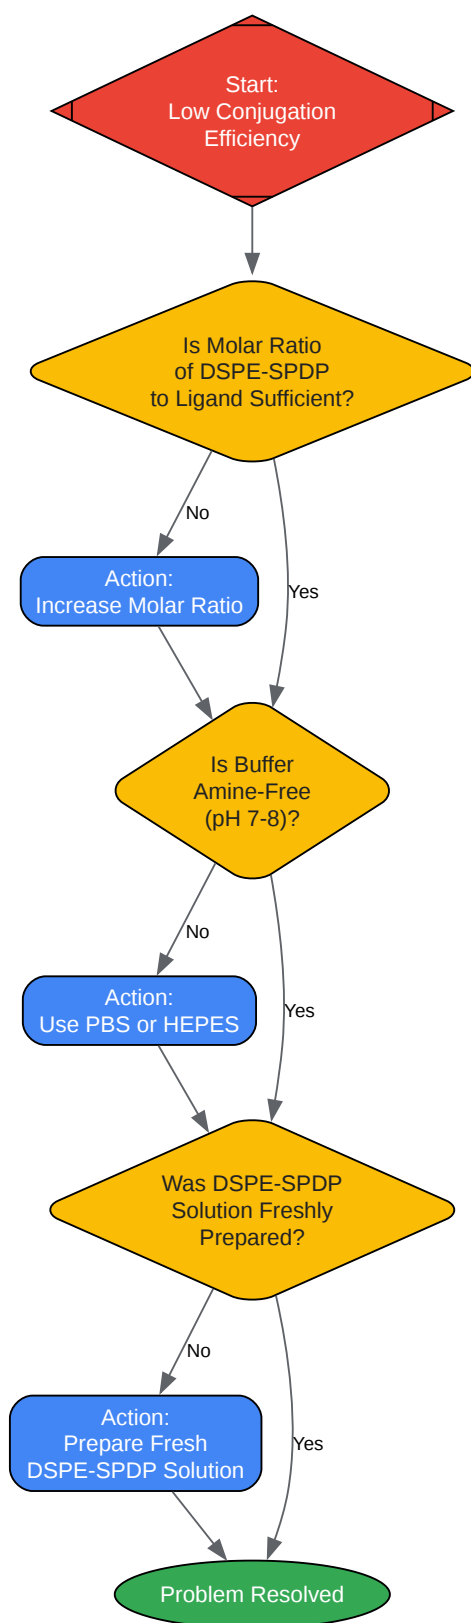 Start:
Low Conjugation
Efficiency
Is Molar Ratio
of DSPE-SPDP
to Ligand Sufficient?
No
Yes
Action:
Increase Molar Ratio
Is Buffer
Amine-Free
(pH 7-8)?
No
Yes
Action:
Use PBS or HEPES
Was DSPE-SPDP
Solution Freshly
Prepared?
No
Yes
Action:
Prepare Fresh
DSPE-SPDP Solution
Problem Resolved